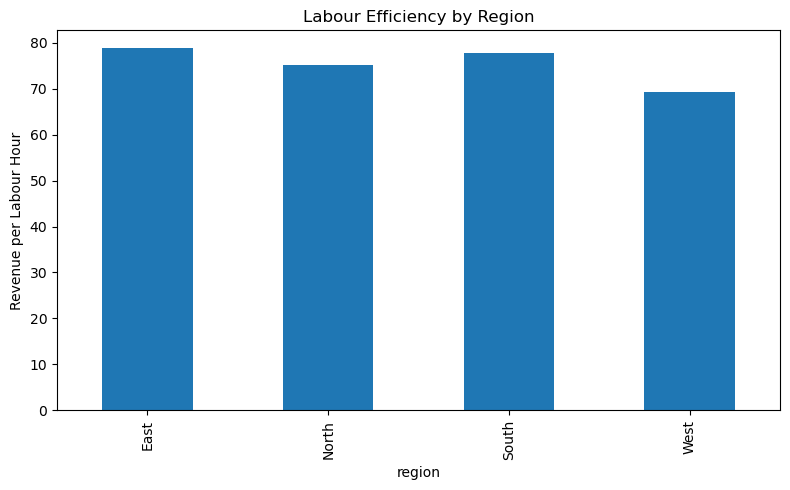 Labour Efficiency by Region
Revenue per Labour Hour
80
70
60
50
40
30
20
10
0
East
North
South
West
region